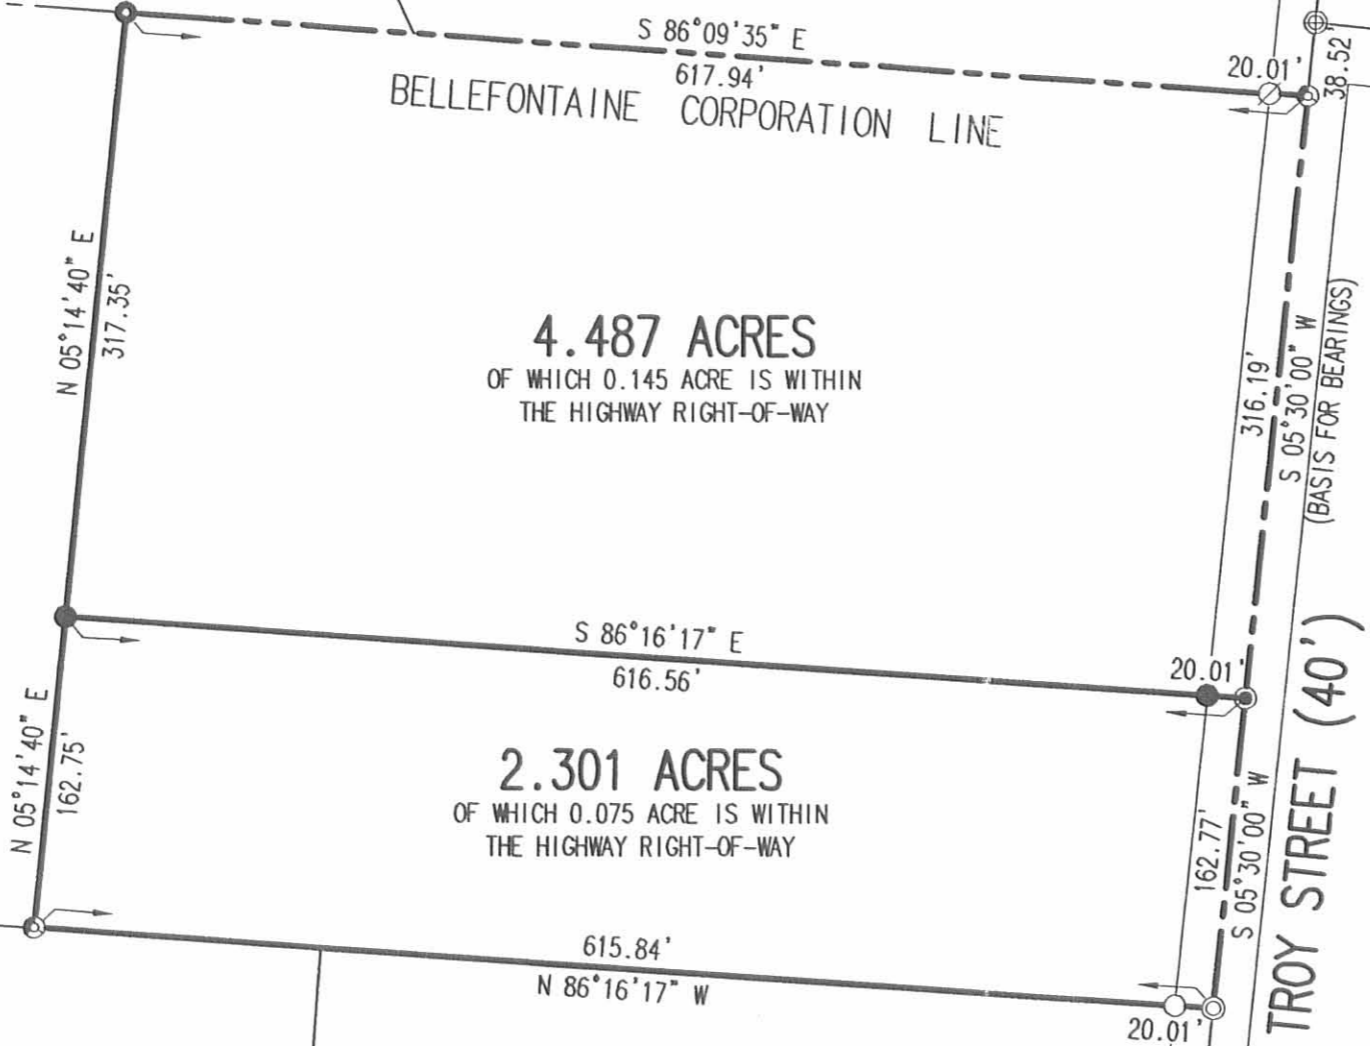 S 86°09'35" E
617.94'
20.01'
38.52'
BELLEFONTAINE CORPORATION LINE
N 05°14'40" E
317.35'
4.487 ACRES
OF WHICH 0.145 ACRE IS WITHIN
THE HIGHWAY RIGHT-OF-WAY
316.19'
S 05°30'00" W
(BASIS FOR BEARINGS)
S 86°16'17" E
616.56'
20.01'
N 05°14'40" E
162.75'
2.301 ACRES
OF WHICH 0.075 ACRE IS WITHIN
THE HIGHWAY RIGHT-OF-WAY
162.77'
S 05°30'00" W
TROY STREET (40')
615.84'
N 86°16'17" W
20.01'